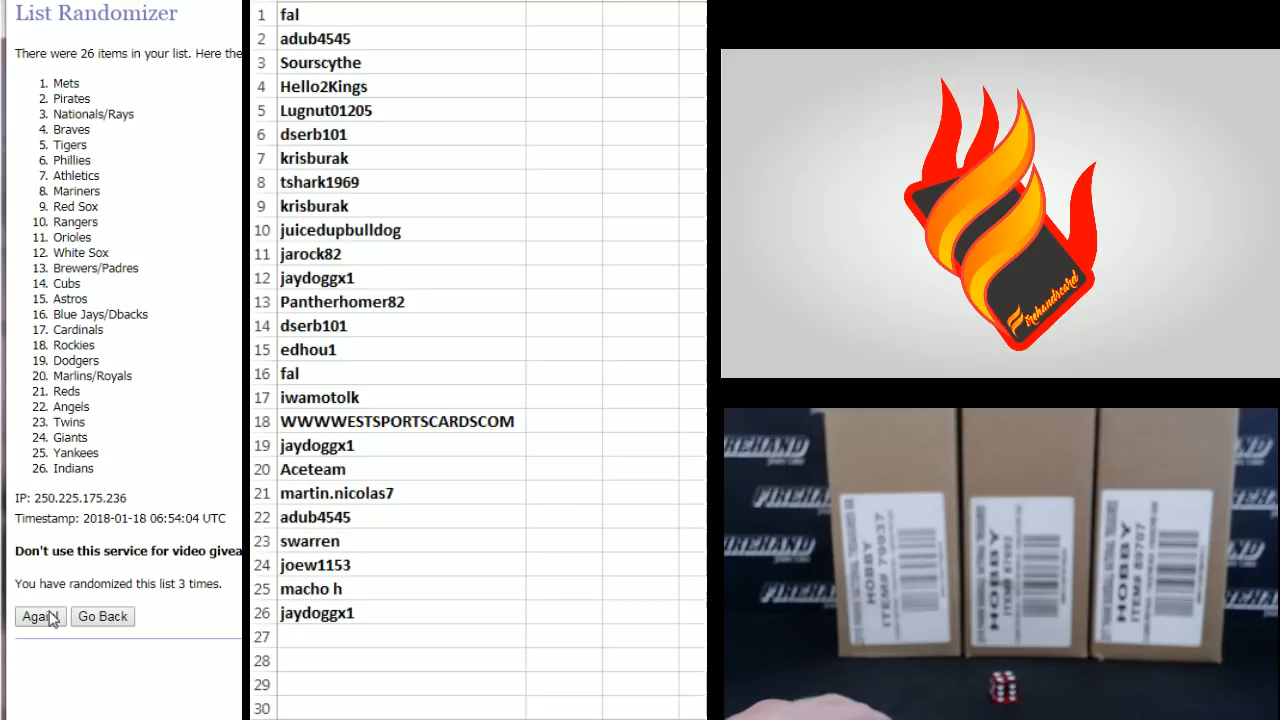 List Randomizer
There were 26 items in your list. Here the
1. Mets
2. Pirates
3. Nationals/Rays
4. Braves
5. Tigers
6. Phillies
7. Athletics
8. Mariners
9. Red Sox
10. Rangers
11. Orioles
12. White Sox
13. Brewers/Padres
14. Cubs
15. Astros
16. Blue Jays/Dbacks
17. Cardinals
18. Rockies
19. Dodgers
20. Marlins/Royals
21. Reds
22. Angels
23. Twins
24. Giants
25. Yankees
26. Indians
IP: 250.225.175.236
Timestamp: 2018-01-18 06:54:04 UTC
Don't use this service for video givea
You have randomized this list 3 times.
Again!
Go Back
1 fal
2 adub4545
3 Sourscythe
4 Hello2Kings
5 Lugnut01205
6 dserb101
7 krisburak
8 tshark1969
9 krisburak
10 juicedupbulldog
11 jarock82
12 jaydoggx1
13 Pantherhomer82
14 dserb101
15 edhou1
16 fal
17 iwamotolk
18 WWWWESTSPORTSCARDSCOM
19 jaydoggx1
20 Aceteam
21 martin.nicolas7
22 adub4545
23 swarren
24 joew1153
25 macho h
26 jaydoggx1
27
28
29
30
Firehandscard
FIREHAND
HOBBY
ITEM# 79937
HOBBY
HOBBY
ITEM# 89707